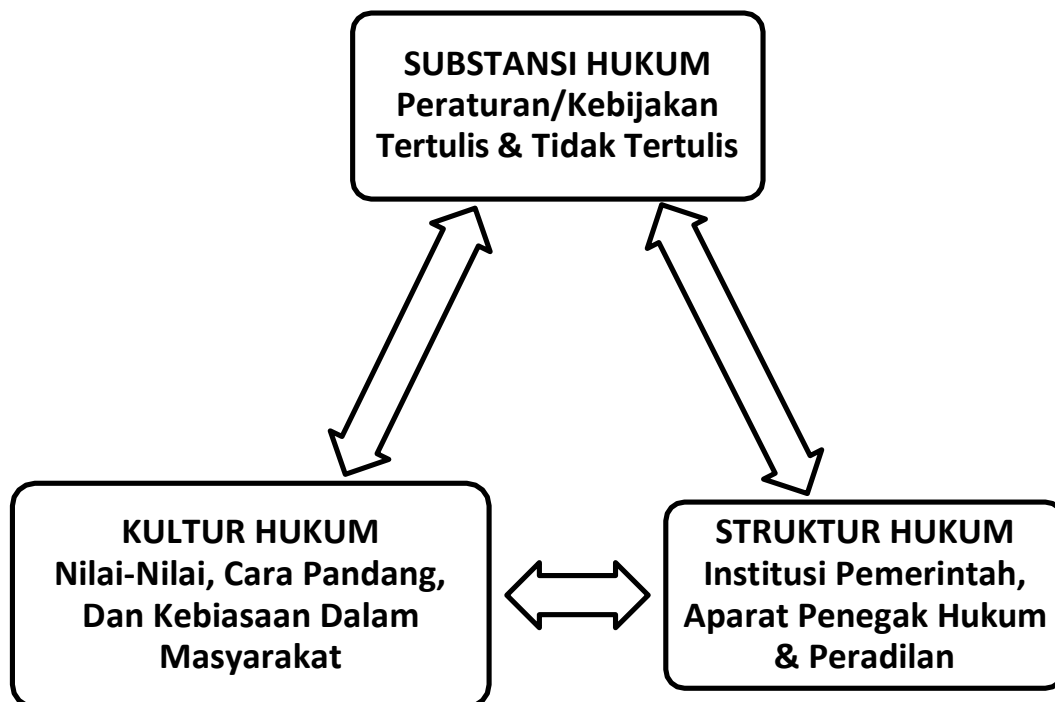 SUBSTANSI HUKUM
Peraturan/Kebijakan
Tertulis & Tidak Tertulis
KULTUR HUKUM
Nilai-Nilai, Cara Pandang,
Dan Kebiasaan Dalam
Masyarakat
STRUKTUR HUKUM
Institusi Pemerintah,
Aparat Penegak Hukum
& Peradilan